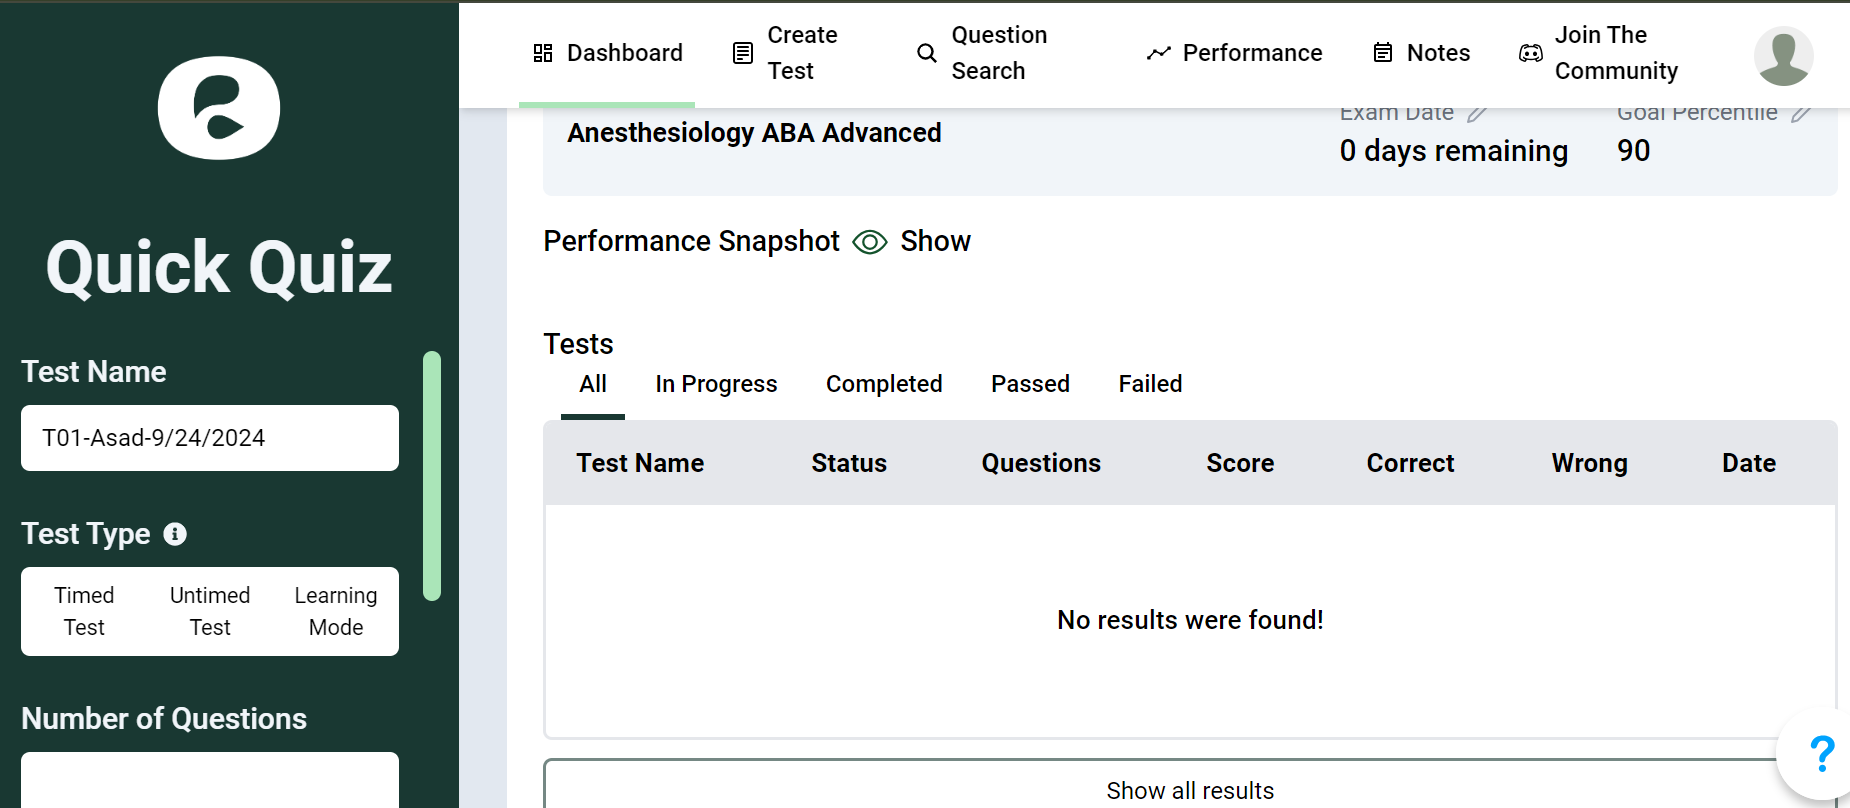 Quick Quiz
Test Name
T01-Asad-9/24/2024
Test Type
Timed Test
Untimed Test
Learning Mode
Number of Questions
Dashboard
Create Test
Question Search
Performance
Notes
Join The Community
Anesthesiology ABA Advanced
Exam Date
0 days remaining
Goal Percentile
90
Performance Snapshot Show
Tests
All In Progress Completed Passed Failed
Test Name Status Questions Score Correct Wrong Date
No results were found!
Show all results
?